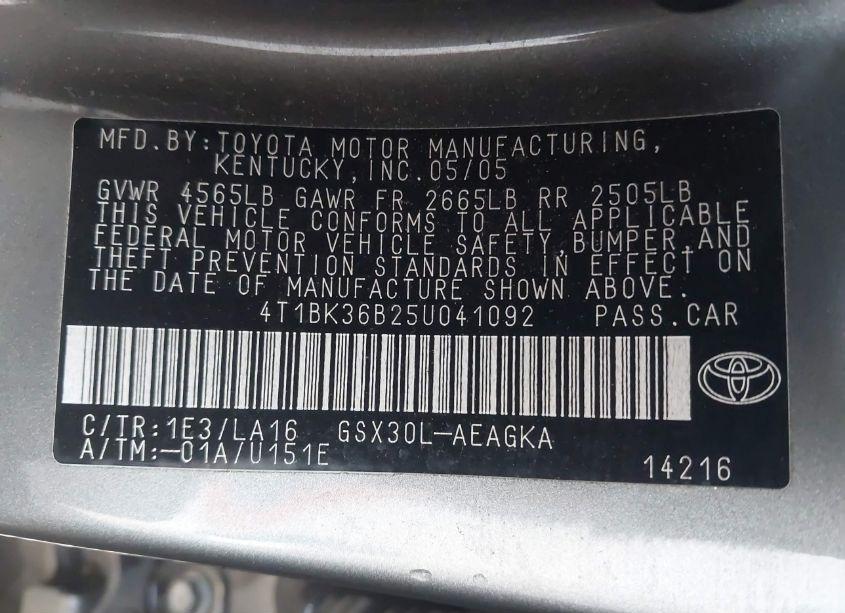 MFD.BY:TOYOTA MOTOR MANUFACTURING,
KENTUCKY,INC.05/05
GVWR 4565LB GAWR FR 2665LB RR 2505LB
THIS VEHICLE CONFORMS TO ALL APPLICABLE
FEDERAL MOTOR VEHICLE SAFETY,BUMPER,AND
THEFT PREVENTION STANDARDS IN EFFECT ON
THE DATE OF MANUFACTURE SHOWN ABOVE.
4T1BK36B25U041092 PASS.CAR
C/TR:1E3/LA16 GSX30L-AEAGKA
A/TM:-01A/U151E
14216